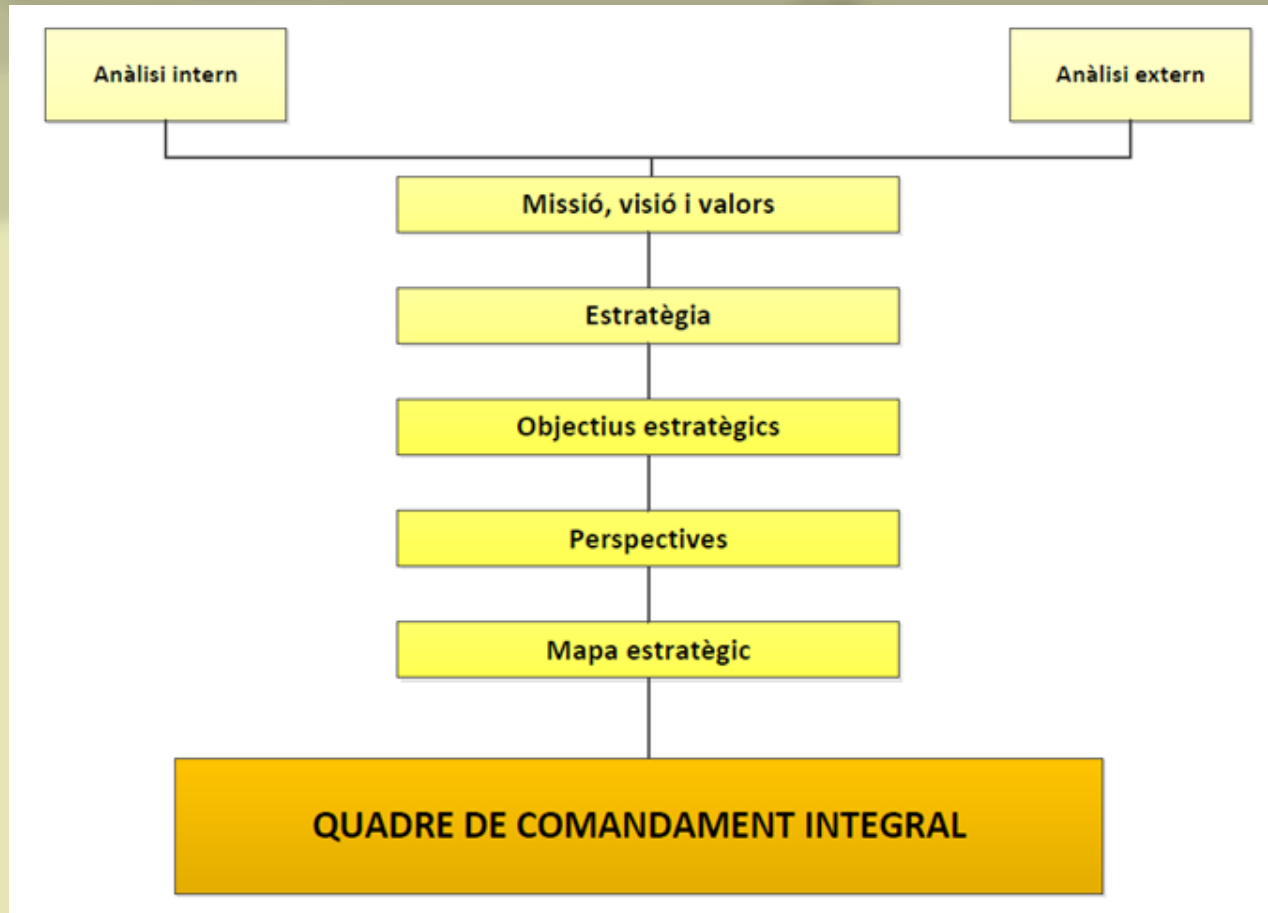 Anàlisi intern
Anàlisi extern
Missió, visió i valors
Estratègia
Objectius estratègics
Perspectives
Mapa estratègic
QUADRE DE COMANDAMENT INTEGRAL